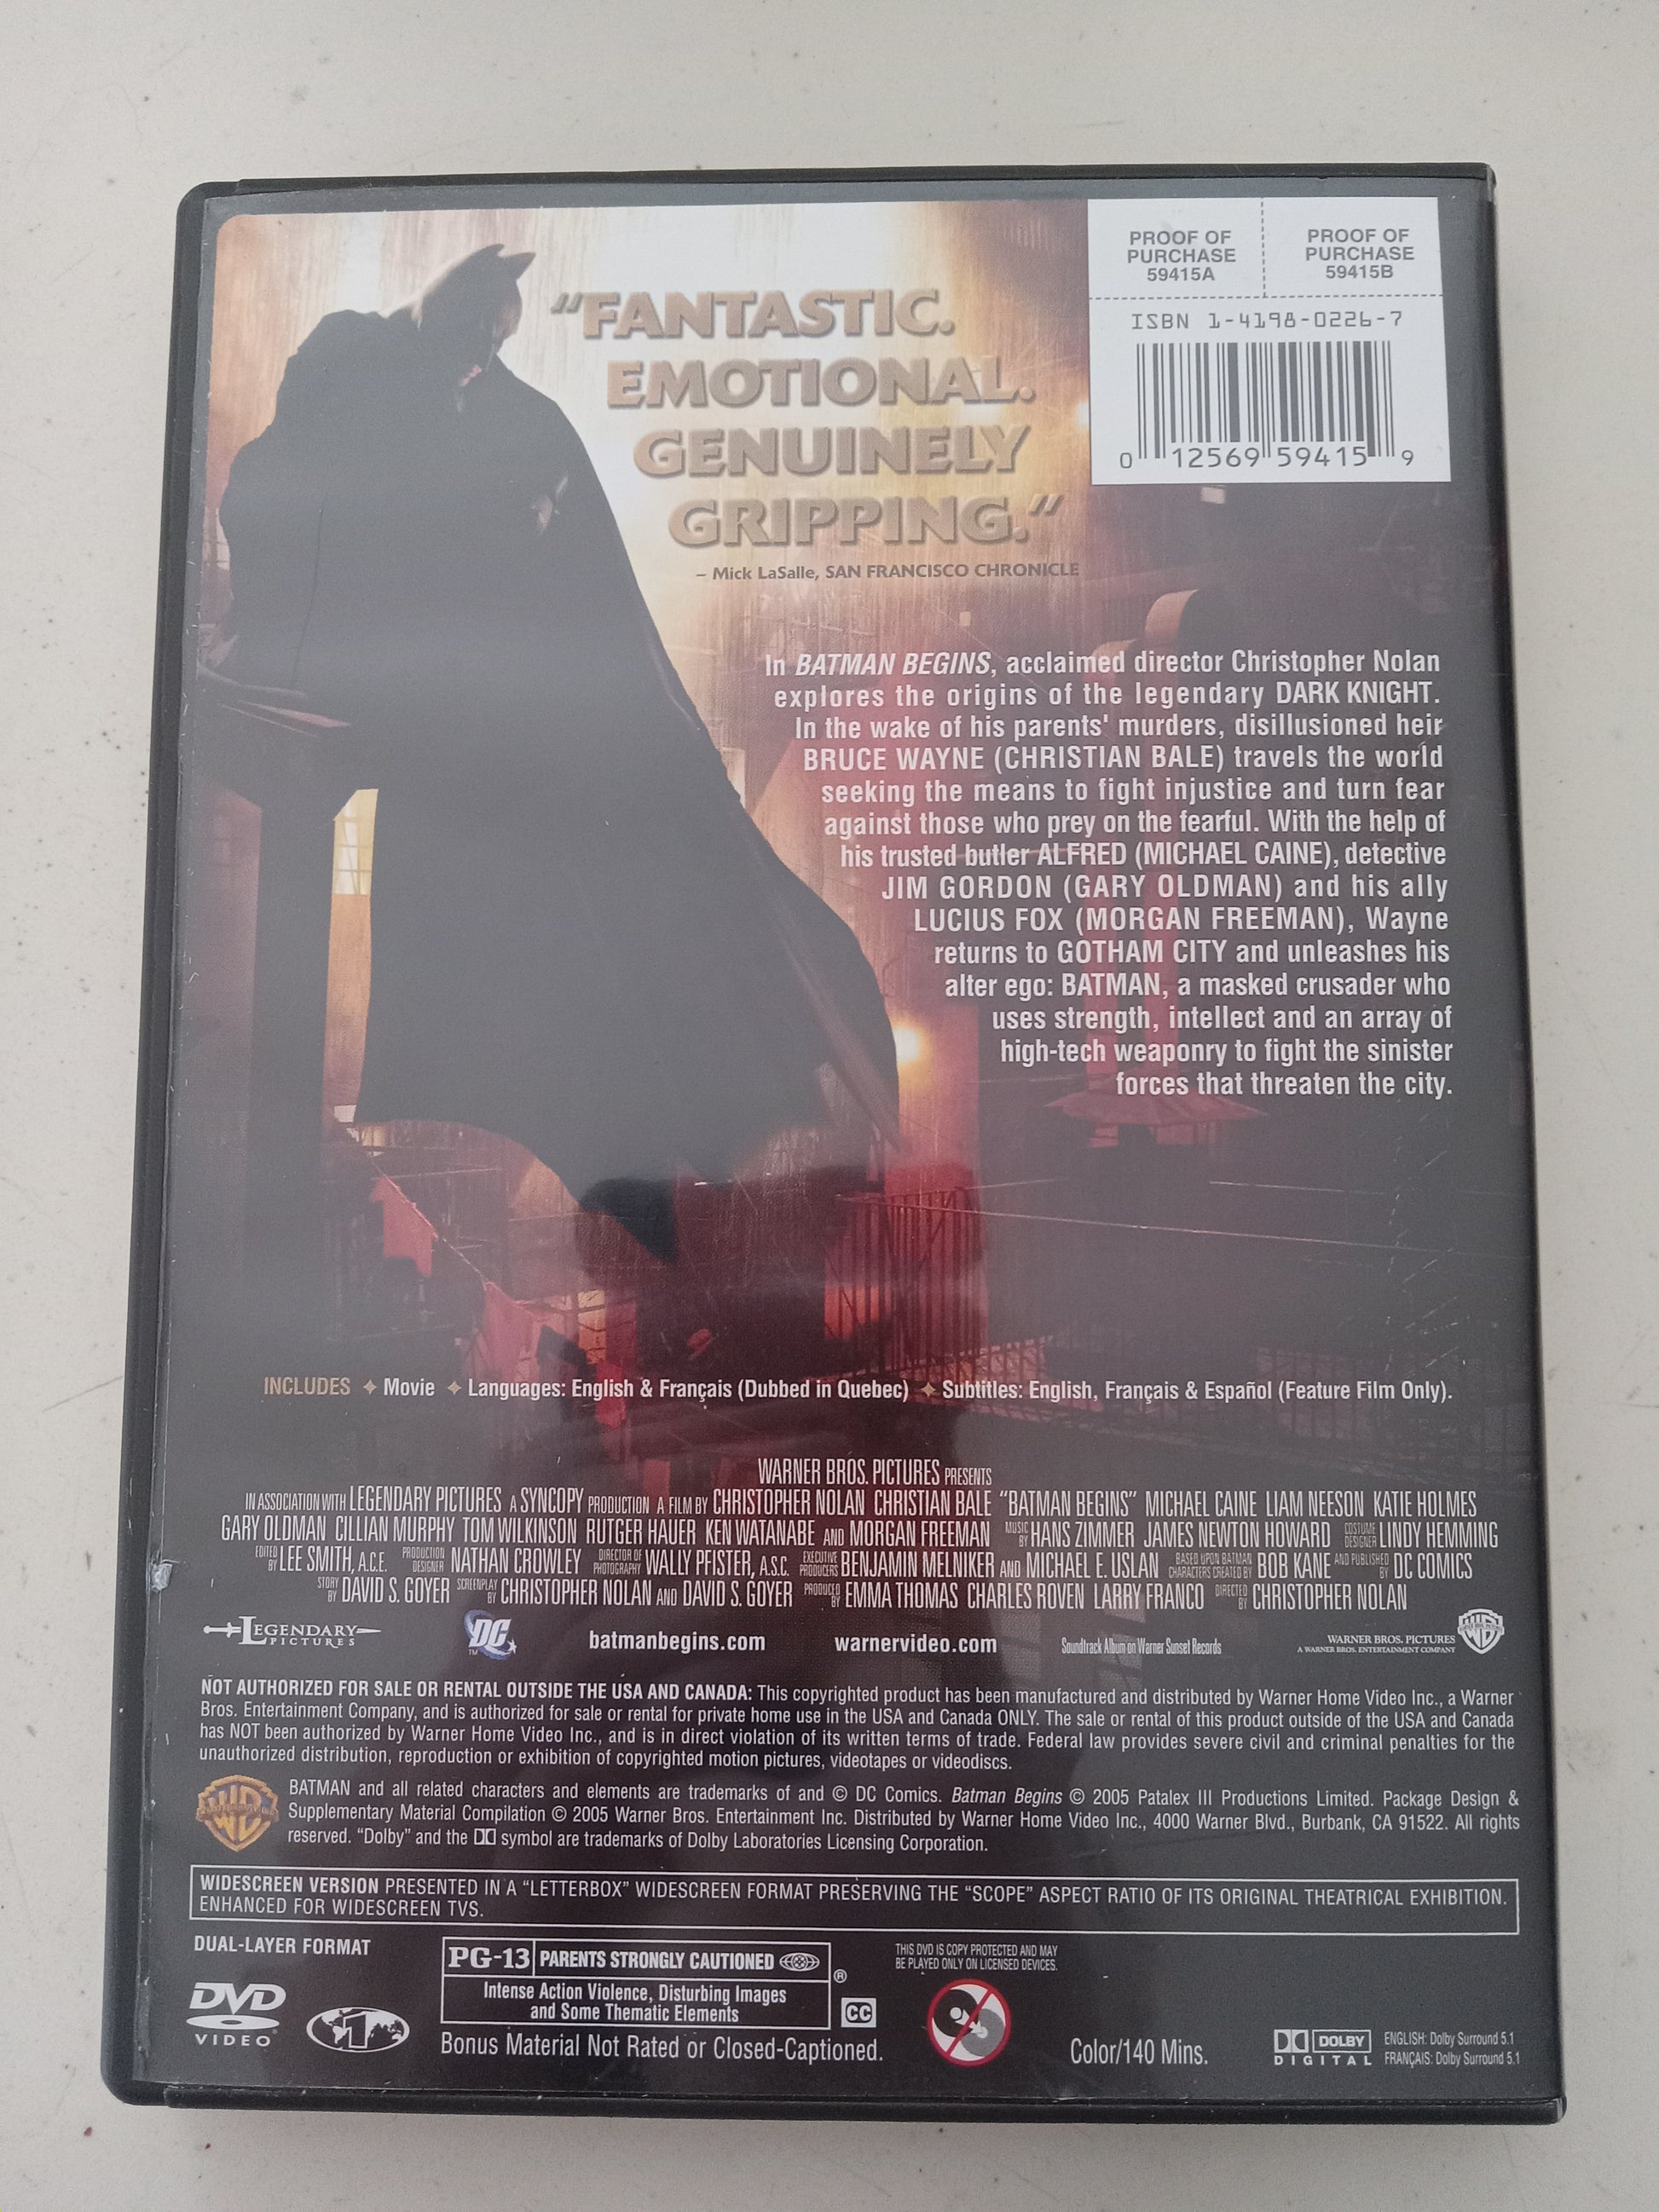 PROOF OF
PURCHASE
59415A
PROOF OF
PURCHASE
59415B
ISBN 1-4198-0226-7
0 12569 59415 9
“FANTASTIC.
EMOTIONAL.
GENUINELY
GRIPPING.”
– Mick LaSalle, SAN FRANCISCO CHRONICLE
In BATMAN BEGINS, acclaimed director Christopher Nolan
explores the origins of the legendary DARK KNIGHT.
In the wake of his parents' murders, disillusioned heir
BRUCE WAYNE (CHRISTIAN BALE) travels the world
seeking the means to fight injustice and turn fear
against those who prey on the fearful. With the help of
his trusted butler ALFRED (MICHAEL CAINE), detective
JIM GORDON (GARY OLDMAN) and his ally
LUCIUS FOX (MORGAN FREEMAN), Wayne
returns to GOTHAM CITY and unleashes his
alter ego: BATMAN, a masked crusader who
uses strength, intellect and an array of
high-tech weaponry to fight the sinister
forces that threaten the city.
INCLUDES ✦ Movie ✦ Languages: English & Français (Dubbed in Quebec) ✦ Subtitles: English, Français & Español (Feature Film Only).
WARNER BROS. PICTURES PRESENTS
IN ASSOCIATION WITH LEGENDARY PICTURES A SYNCOPY PRODUCTION A FILM BY CHRISTOPHER NOLAN CHRISTIAN BALE “BATMAN BEGINS” MICHAEL CAINE LIAM NEESON KATIE HOLMES
GARY OLDMAN CILLIAN MURPHY TOM WILKINSON RUTGER HAUER KEN WATANABE AND MORGAN FREEMAN MUSIC BY HANS ZIMMER JAMES NEWTON HOWARD COSTUME DESIGNER LINDY HEMMING
EDITED BY LEE SMITH, A.C.E. PRODUCTION DESIGNER NATHAN CROWLEY DIRECTOR OF PHOTOGRAPHY WALLY PFISTER, A.S.C. EXECUTIVE PRODUCERS BENJAMIN MELNIKER AND MICHAEL E. USLAN BASED UPON BATMAN CHARACTERS CREATED BY BOB KANE AND PUBLISHED BY DC COMICS
STORY BY DAVID S. GOYER SCREENPLAY BY CHRISTOPHER NOLAN AND DAVID S. GOYER PRODUCED BY EMMA THOMAS CHARLES ROVEN LARRY FRANCO DIRECTED BY CHRISTOPHER NOLAN
LEGENDARY
PICTURES
DC
TM
batmanbegins.com
warnervideo.com
Soundtrack Album on Warner Sunset Records
WARNER BROS. PICTURES
A WARNER BROS. ENTERTAINMENT COMPANY
NOT AUTHORIZED FOR SALE OR RENTAL OUTSIDE THE USA AND CANADA: This copyrighted product has been manufactured and distributed by Warner Home Video Inc., a Warner
Bros. Entertainment Company, and is authorized for sale or rental for private home use in the USA and Canada ONLY. The sale or rental of this product outside of the USA and Canada
has NOT been authorized by Warner Home Video Inc., and is in direct violation of its written terms of trade. Federal law provides severe civil and criminal penalties for the
unauthorized distribution, reproduction or exhibition of copyrighted motion pictures, videotapes or videodiscs.
BATMAN and all related characters and elements are trademarks of and © DC Comics. Batman Begins © 2005 Patalex III Productions Limited. Package Design &
Supplementary Material Compilation © 2005 Warner Bros. Entertainment Inc. Distributed by Warner Home Video Inc., 4000 Warner Blvd., Burbank, CA 91522. All rights
reserved. “Dolby” and the DD symbol are trademarks of Dolby Laboratories Licensing Corporation.
WIDESCREEN VERSION PRESENTED IN A “LETTERBOX” WIDESCREEN FORMAT PRESERVING THE “SCOPE” ASPECT RATIO OF ITS ORIGINAL THEATRICAL EXHIBITION.
ENHANCED FOR WIDESCREEN TVS.
DUAL-LAYER FORMAT
DVD
VIDEO
1
PG-13 PARENTS STRONGLY CAUTIONED
®
Intense Action Violence, Disturbing Images
and Some Thematic Elements
CC
Bonus Material Not Rated or Closed-Captioned.
THIS DVD IS COPY PROTECTED AND MAY
BE PLAYED ONLY ON LICENSED DEVICES.
Color/140 Mins.
DOLBY
DIGITAL
ENGLISH: Dolby Surround 5.1
FRANÇAIS: Dolby Surround 5.1